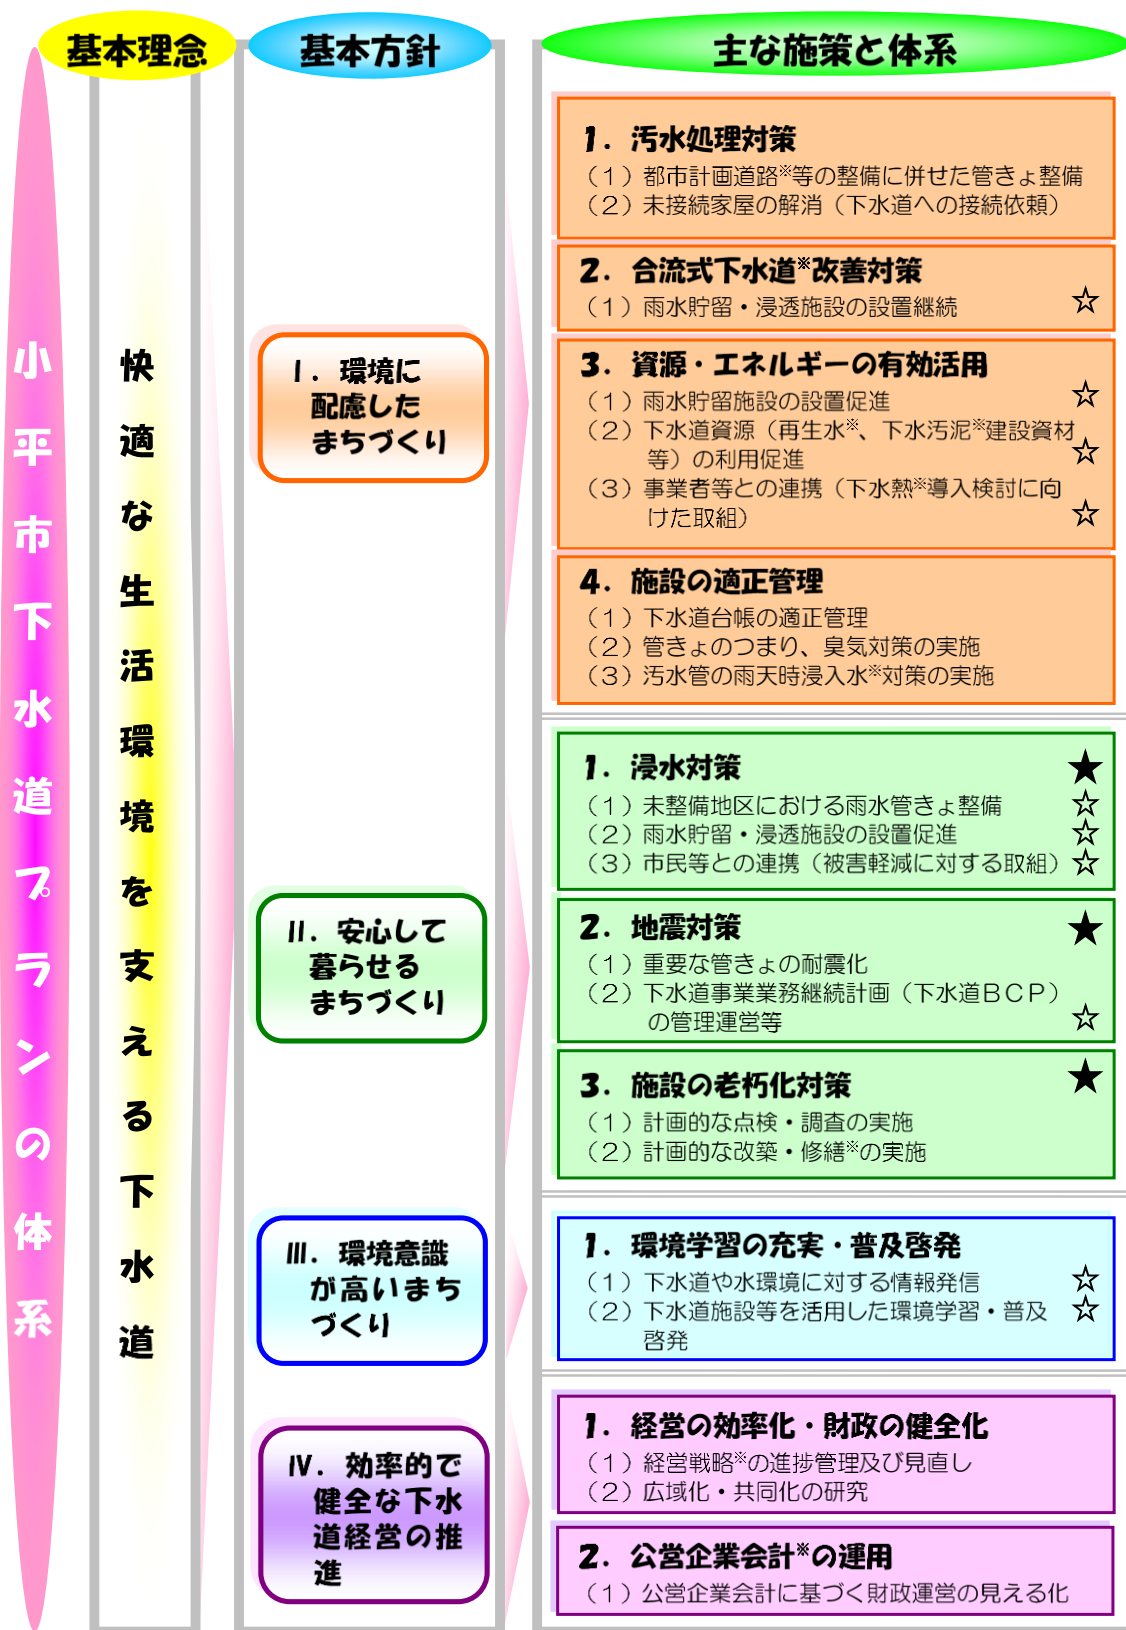 基本理念
基本方針
主な施策と体系
小平市下水道プランの体系
快適な生活環境を支える下水道
Ⅰ．環境に
配慮した
まちづくり
1．汚水処理対策
（１）都市計画道路※等の整備に併せた管きょ整備
（２）未接続家屋の解消（下水道への接続依頼）
2．合流式下水道※改善対策
（１）雨水貯留・浸透施設の設置継続 ☆
3．資源・エネルギーの有効活用
（１）雨水貯留施設の設置促進 ☆
（２）下水道資源（再生水※、下水汚泥※建設資材
等）の利用促進 ☆
（３）事業者等との連携（下水熱※導入検討に向
けた取組） ☆
4．施設の適正管理
（１）下水道台帳の適正管理
（２）管きょのつまり、臭気対策の実施
（３）汚水管の雨天時浸入水※対策の実施
Ⅱ．安心して
暮らせる
まちづくり
1．浸水対策 ★
（１）未整備地区における雨水管きょ整備 ☆
（２）雨水貯留・浸透施設の設置促進 ☆
（３）市民等との連携（被害軽減に対する取組） ☆
2．地震対策 ★
（１）重要な管きょの耐震化
（２）下水道事業業務継続計画（下水道ＢＣＰ）
の管理運営等 ☆
3．施設の老朽化対策 ★
（１）計画的な点検・調査の実施
（２）計画的な改築・修繕※の実施
Ⅲ．環境意識
が高いまち
づくり
1．環境学習の充実・普及啓発
（１）下水道や水環境に対する情報発信 ☆
（２）下水道施設等を活用した環境学習・普及 ☆
啓発
Ⅳ．効率的で
健全な下水
道経営の推
進
1．経営の効率化・財政の健全化
（１）経営戦略※の進捗管理及び見直し
（２）広域化・共同化の研究
2．公営企業会計※の運用
（１）公営企業会計に基づく財政運営の見える化